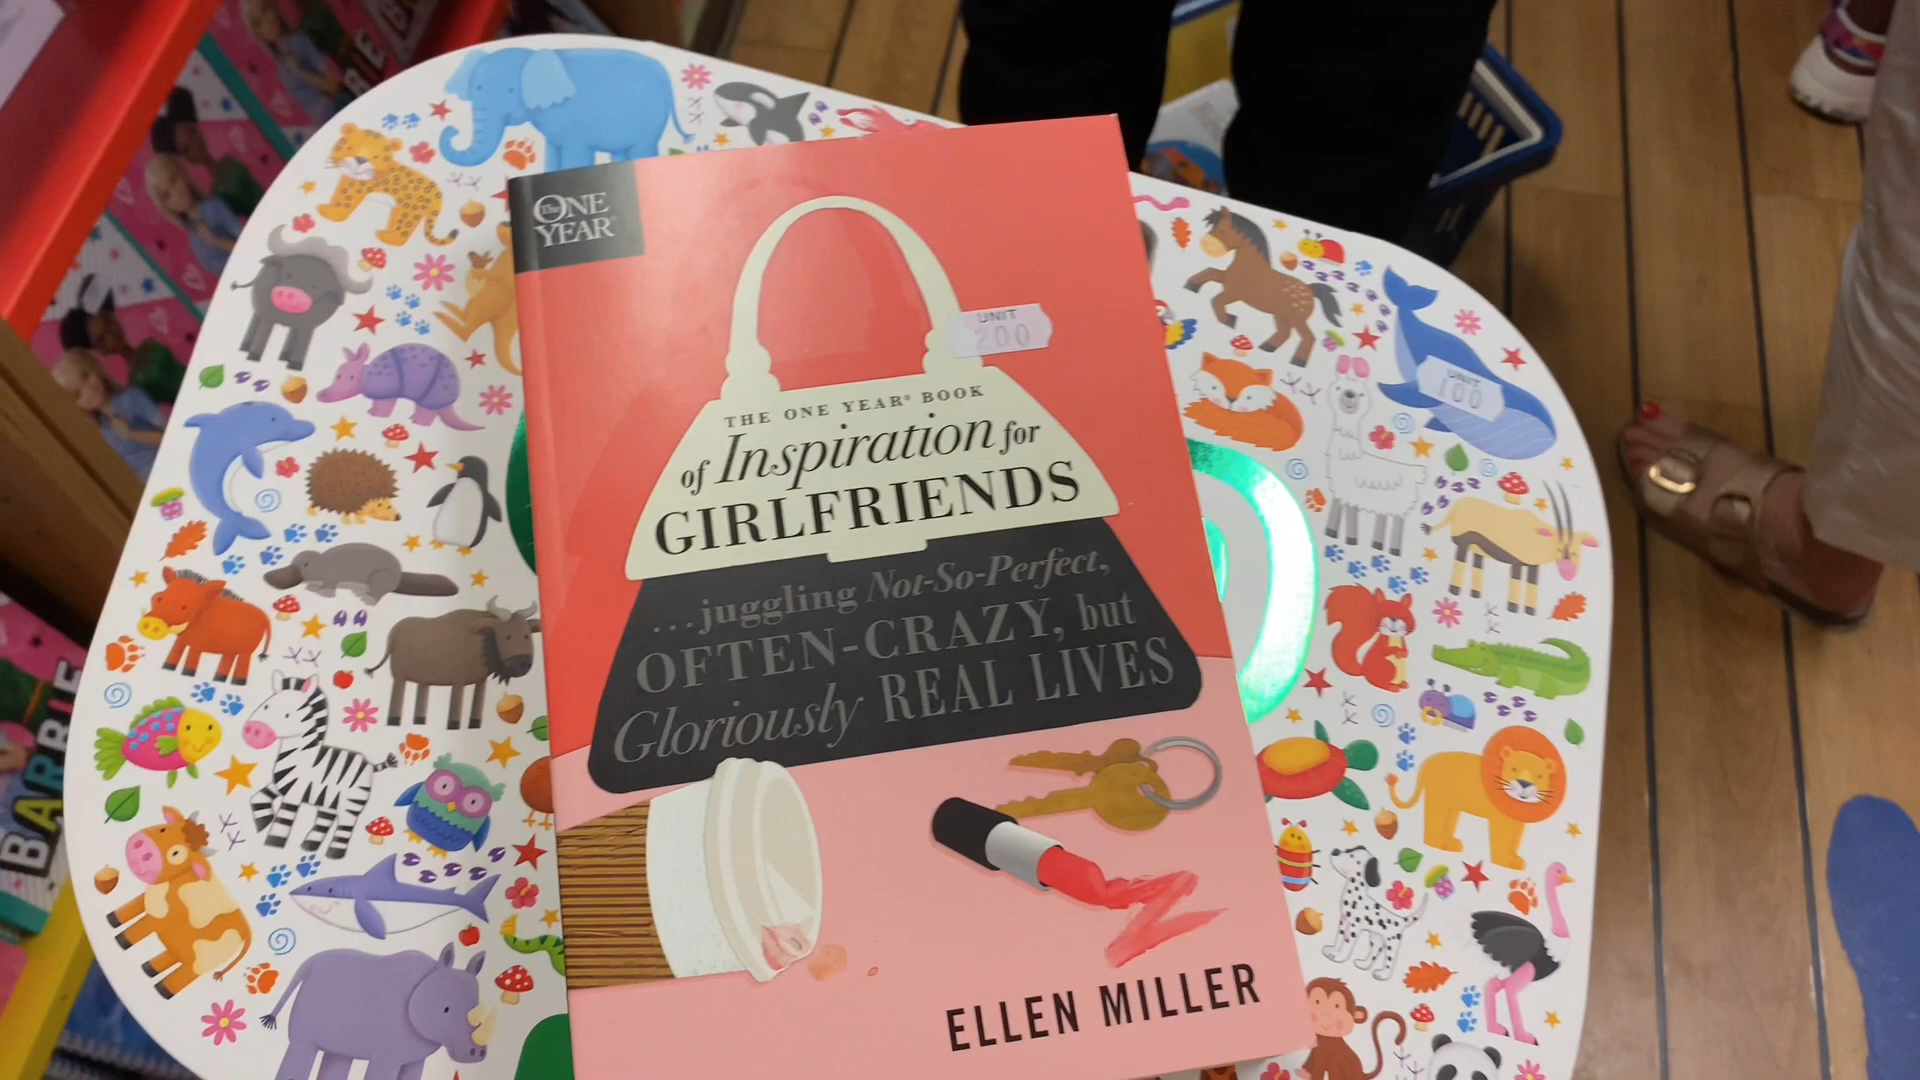 The ONE
YEAR®
UNIT
200
THE ONE YEAR® BOOK
of Inspiration for
GIRLFRIENDS
...juggling Not-So-Perfect,
OFTEN-CRAZY, but
Gloriously REAL LIVES
ELLEN MILLER
UNIT
100
BARBIE